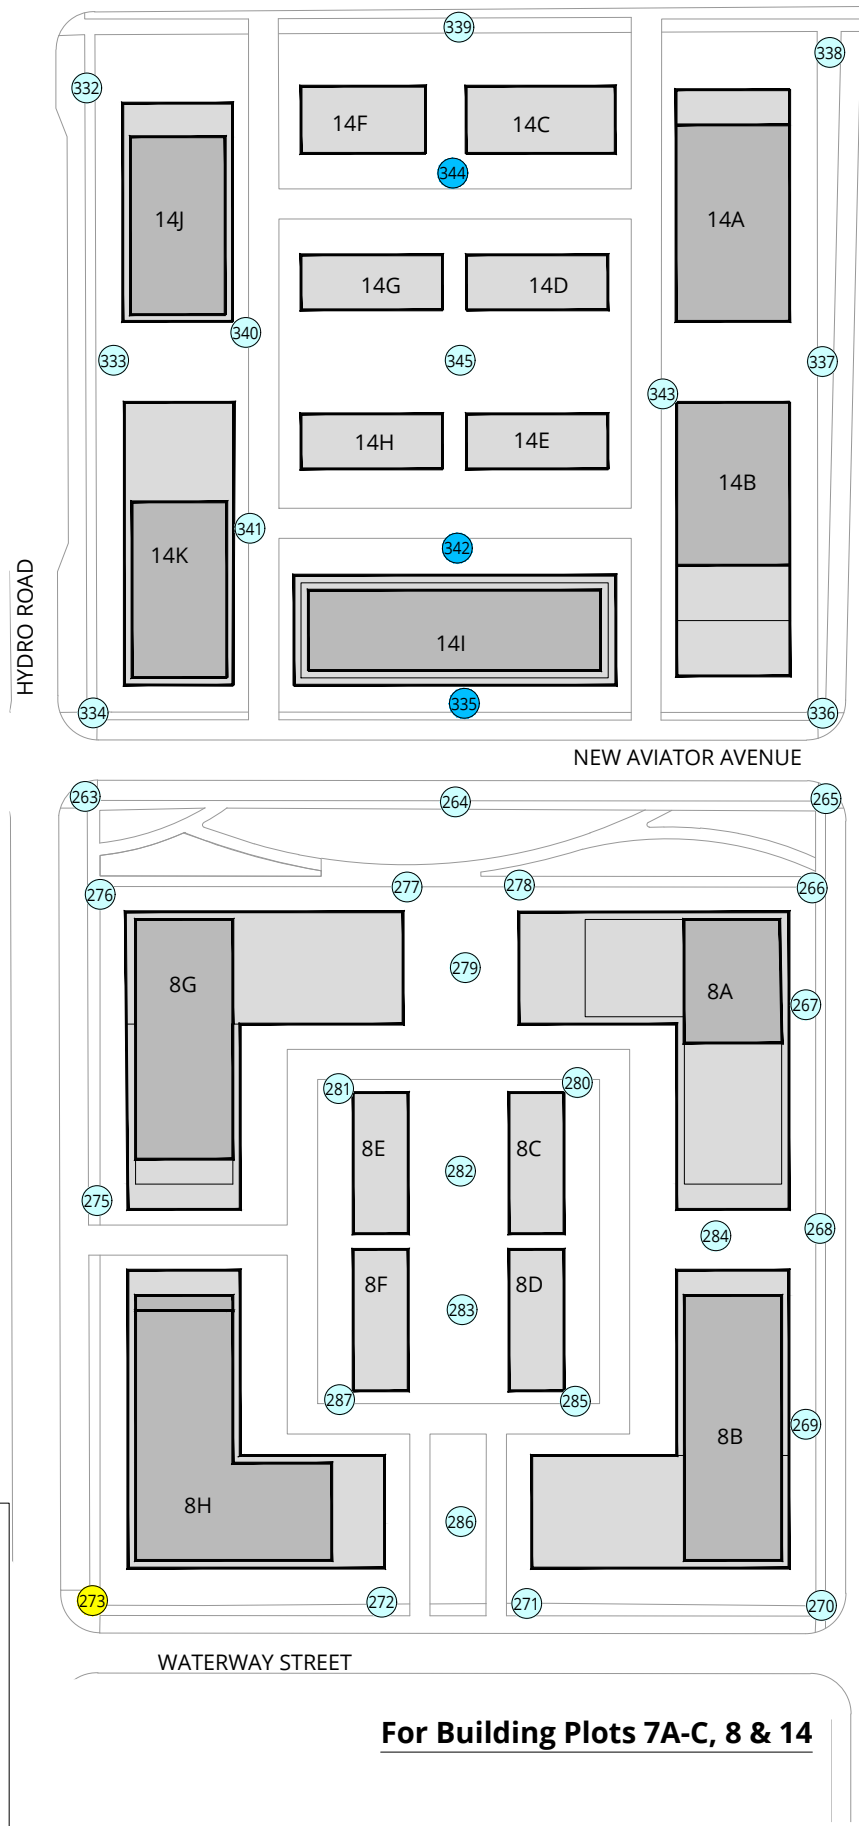 339
338
332
14F
14C
344
14J
14A
14G
14D
340
333
345
337
343
14H
14E
14B
341
14K
342
HYDRO ROAD
14I
335
334
336
NEW AVIATOR AVENUE
263
264
265
276
277
278
266
279
8G
8A
267
281
280
8E
8C
282
275
284
268
8F
8D
283
287
285
269
8B
8H
286
273
272
271
270
WATERWAY STREET
For Building Plots 7A-C, 8 & 14